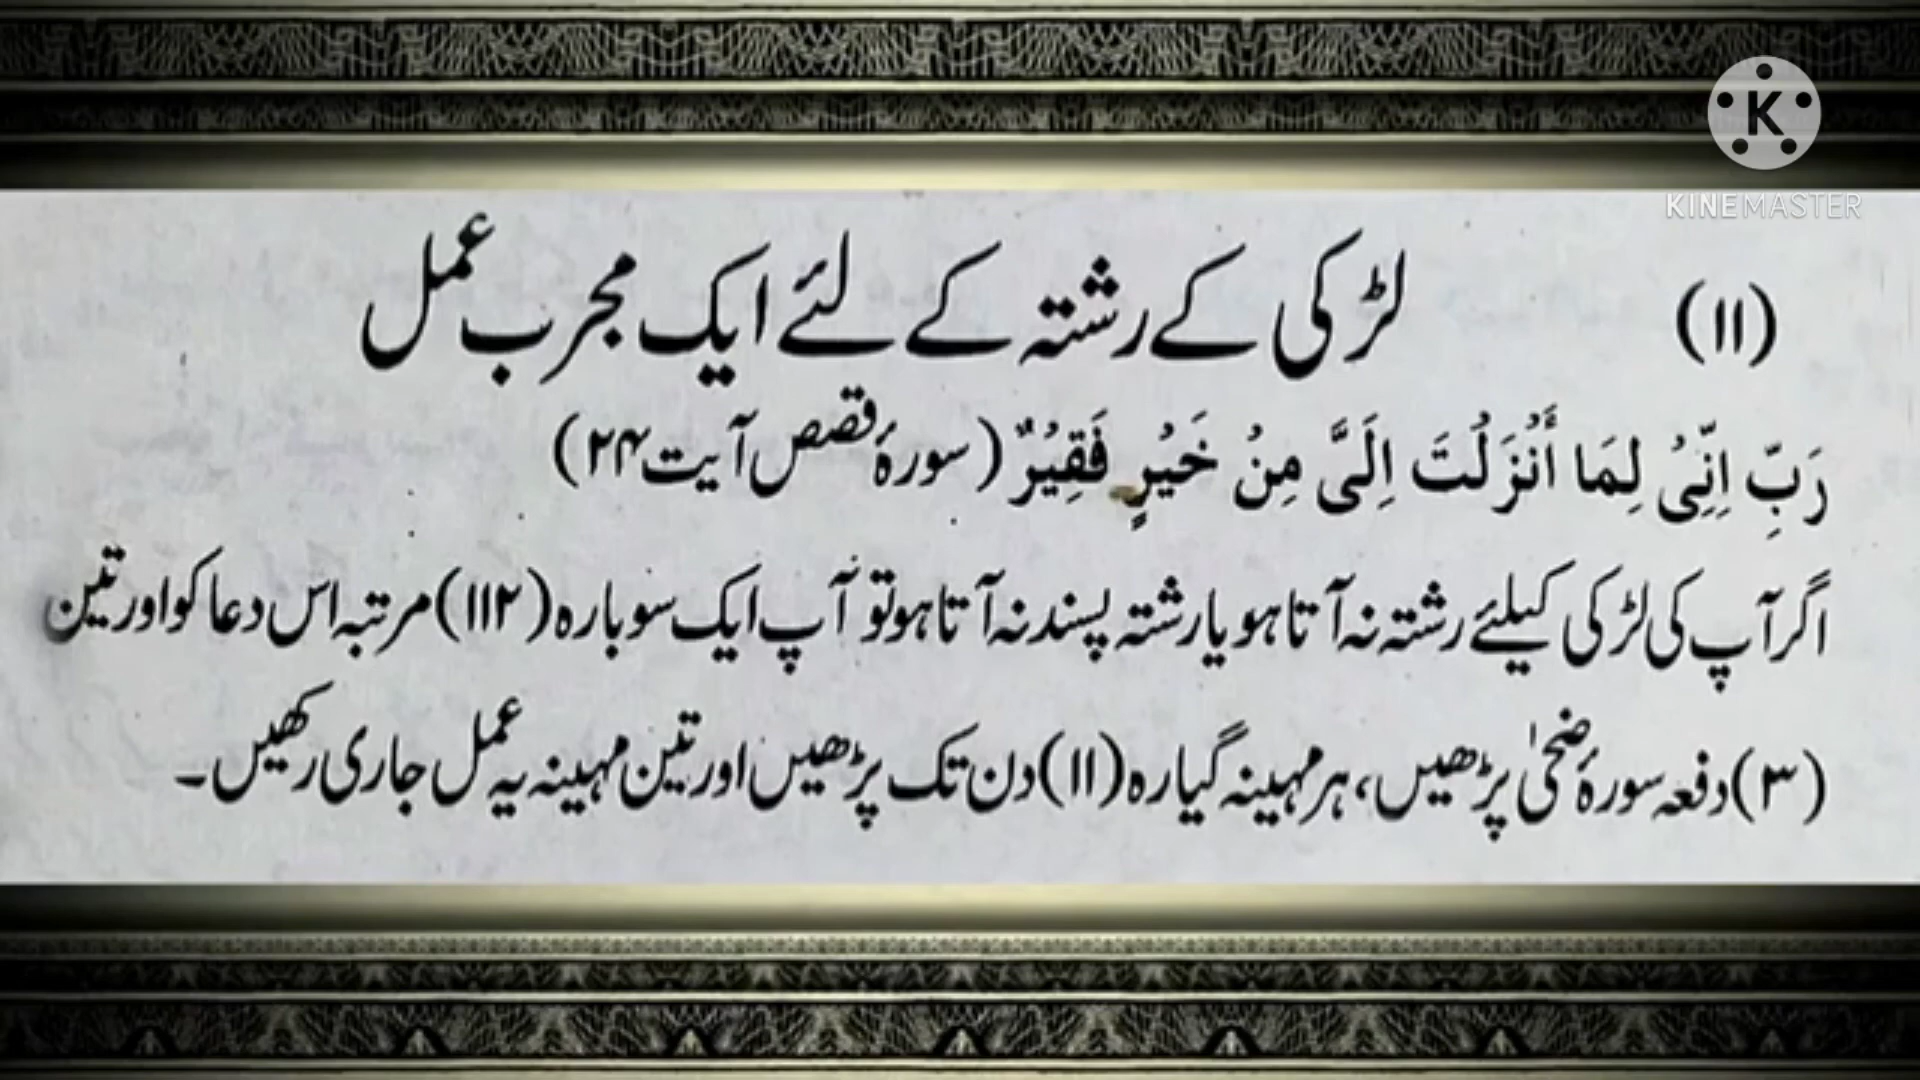 KINEMASTER
(۱۱) لڑکی کے رشتہ کے لئے ایک مجرب عمل
رَبِّ اِنِّیْ لِمَا أَنْزَلْتَ اِلَیَّ مِنْ خَیْرٍ فَقِیْرٌ (سورۂ قصص آیت ۲۴)
اگر آپ کی لڑکی کیلئے رشتہ نہ آتا ہو یا رشتہ پسند نہ آتا ہو تو آپ ایک سو بارہ (۱۱۲) مرتبہ اس دعا کو اور تین
(۳) دفعہ سورۂ ضحیٰ پڑھیں، ہر مہینہ گیارہ (۱۱) دن تک پڑھیں اور تین مہینہ یہ عمل جاری رکھیں۔